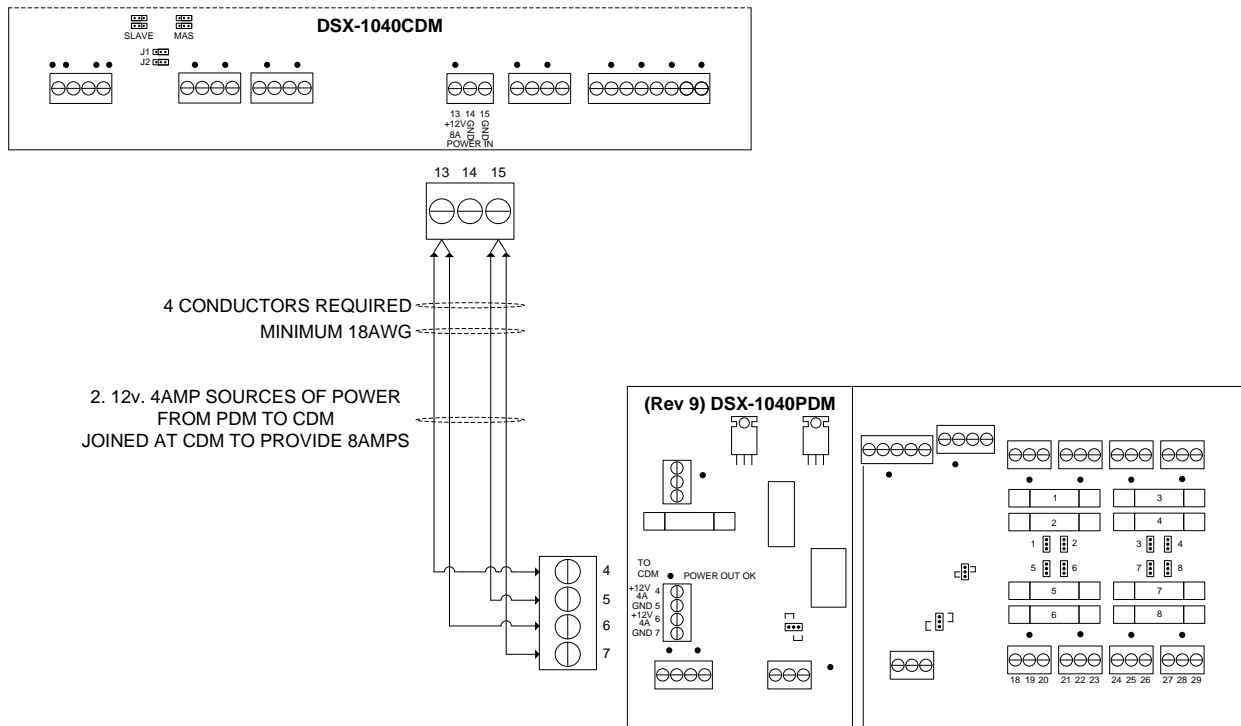 DSX-1040CDM
SLAVE MAS
J1
J2
13 14 15
+12V GND GND
8A
POWER IN
13 14 15
4 CONDUCTORS REQUIRED
MINIMUM 18AWG
2. 12v. 4AMP SOURCES OF POWER
FROM PDM TO CDM
JOINED AT CDM TO PROVIDE 8AMPS
4
5
6
7
(Rev 9) DSX-1040PDM
TO
CDM
POWER OUT OK
+12V 4
4A
GND 5
+12V 6
4A
GND 7
1 3
2 4
1 2 3 4
5 6 7 8
5 7
6 8
18 19 20 21 22 23 24 25 26 27 28 29